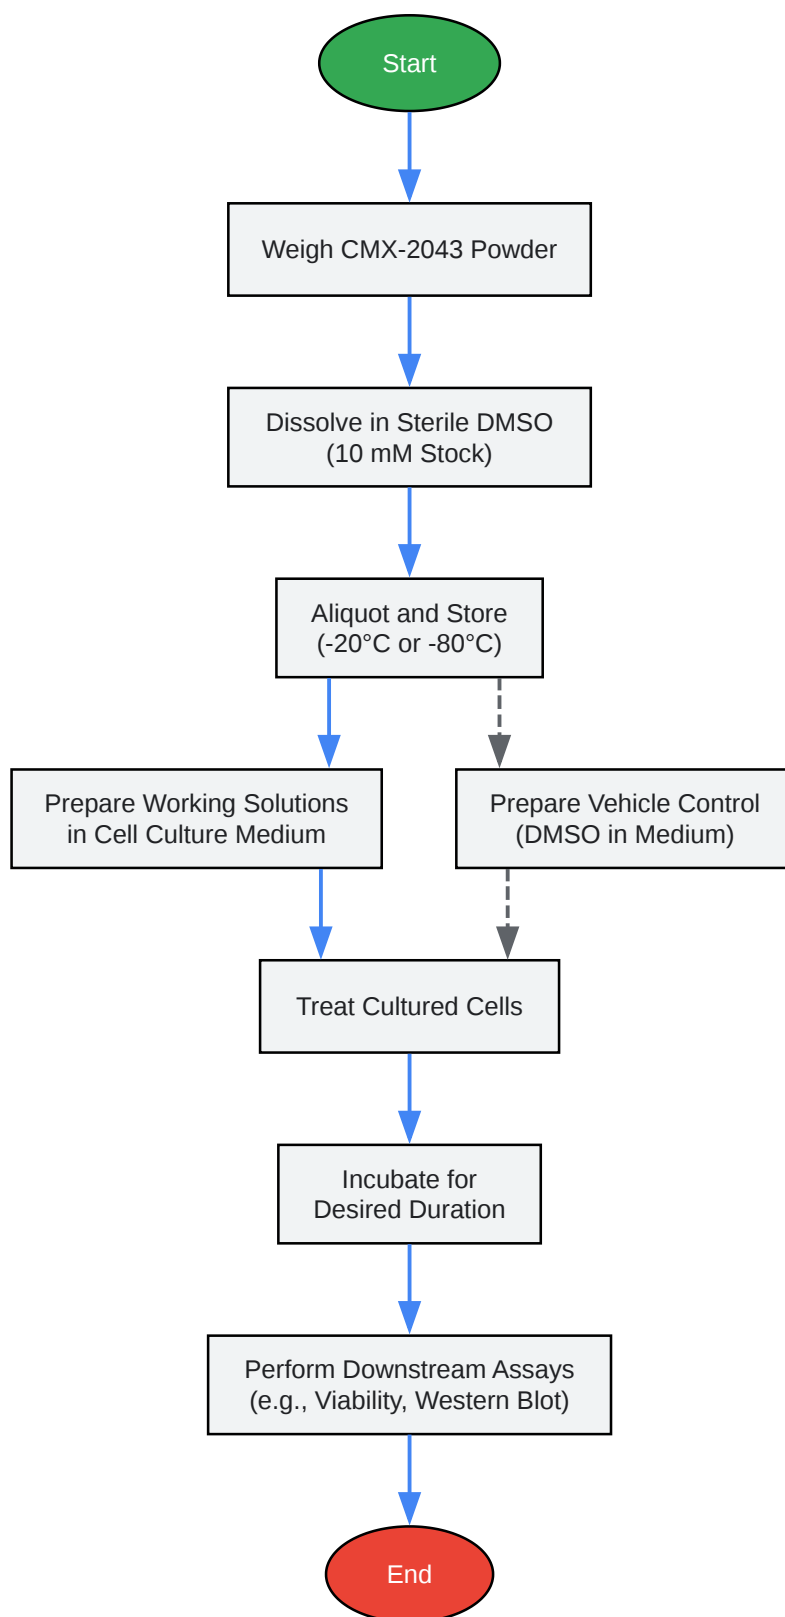 Start
Weigh CMX-2043 Powder
Dissolve in Sterile DMSO
(10 mM Stock)
Aliquot and Store
(-20°C or -80°C)
Prepare Working Solutions
in Cell Culture Medium
Prepare Vehicle Control
(DMSO in Medium)
Treat Cultured Cells
Incubate for
Desired Duration
Perform Downstream Assays
(e.g., Viability, Western Blot)
End